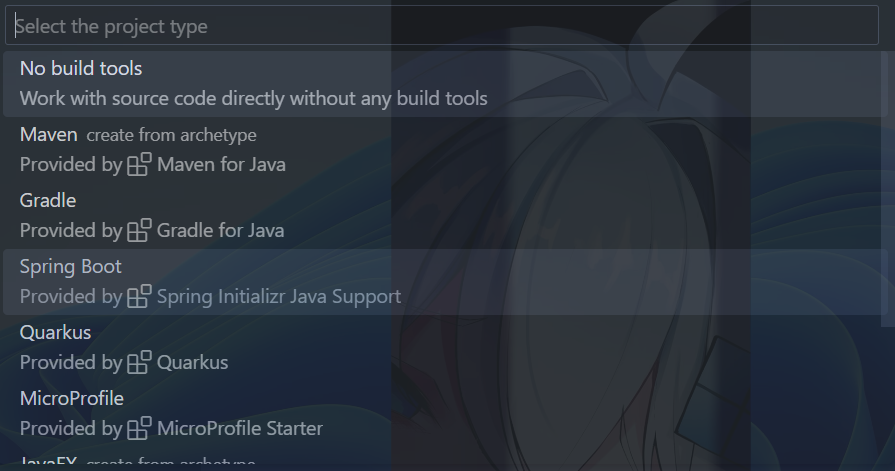 Select the project type
No build tools
Work with source code directly without any build tools
Maven create from archetype
Provided by Maven for Java
Gradle
Provided by Gradle for Java
Spring Boot
Provided by Spring Initializr Java Support
Quarkus
Provided by Quarkus
MicroProfile
Provided by MicroProfile Starter
JavaFX create from archetype